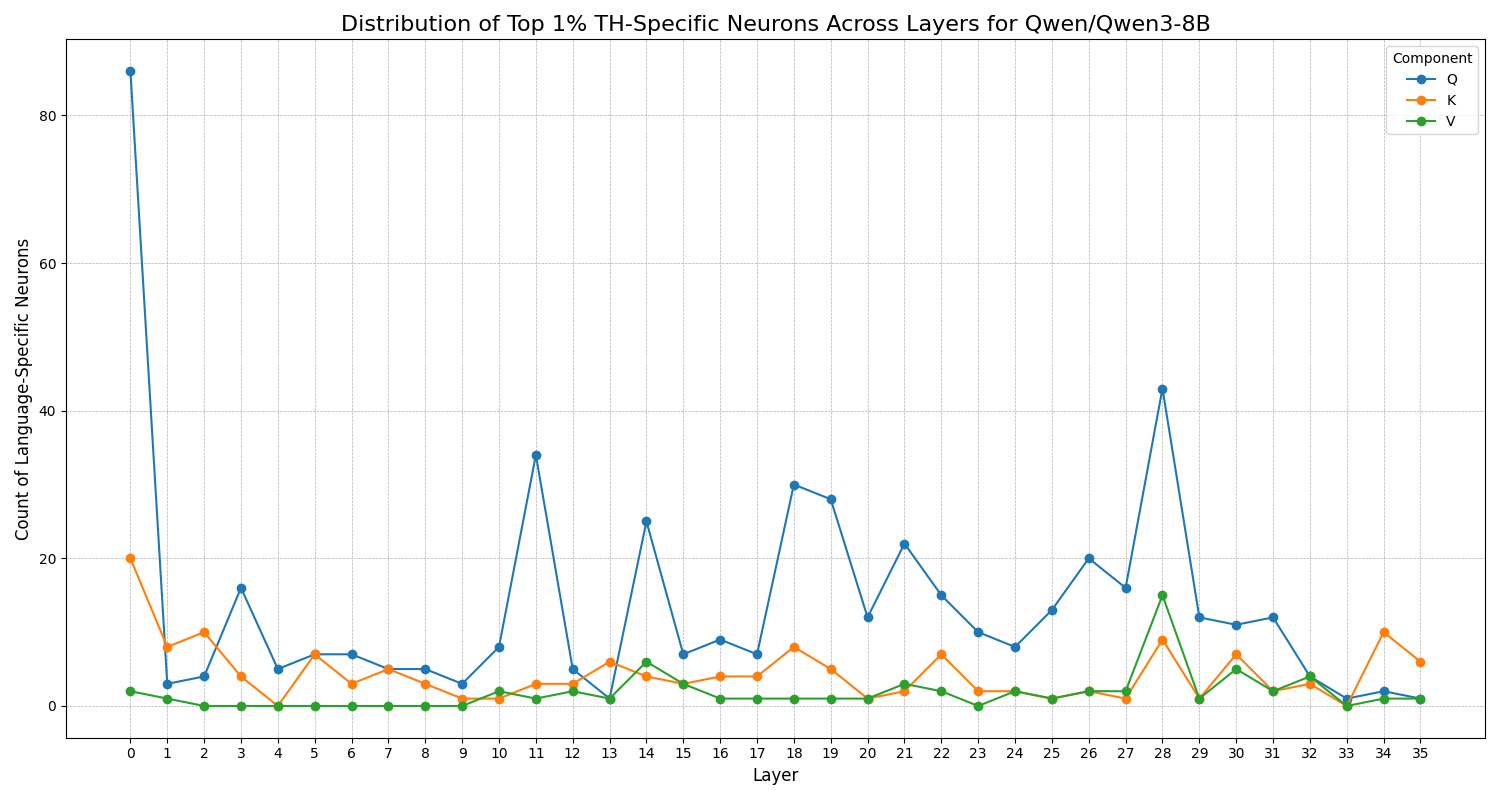 Distribution of Top 1% TH-Specific Neurons Across Layers for Qwen/Qwen3-8B
Component
Q
K
V
Count of Language-Specific Neurons
80
60
40
20
0
0 1 2 3 4 5 6 7 8 9 10 11 12 13 14 15 16 17 18 19 20 21 22 23 24 25 26 27 28 29 30 31 32 33 34 35
Layer